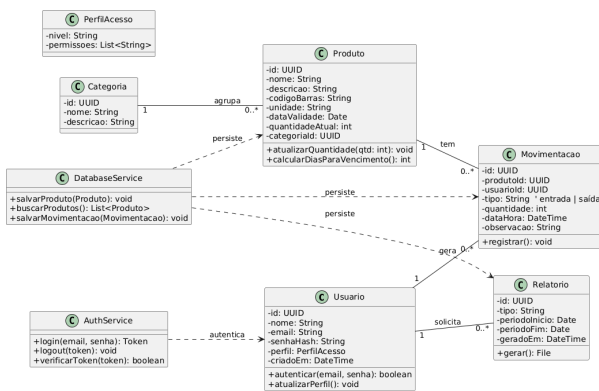 C PerfilAcesso
-nivel: String
-permissoes: List<String>
C Categoria
-id: UUID
-nome: String
-descricao: String
agrupa
1
0..*
C Produto
-id: UUID
-nome: String
-descricao: String
-codigoBarras: String
-unidade: String
-dataValidade: Date
-quantidadeAtual: int
-categoriaId: UUID
+atualizarQuantidade(qtd: int): void
+calcularDiasParaVencimento(): int
tem
1
0..*
persiste
C DatabaseService
+salvarProduto(Produto): void
+buscarProdutos(): List<Produto>
+salvarMovimentacao(Movimentacao): void
persiste
persiste
C Movimentacao
-id: UUID
-produtoId: UUID
-usuarioId: UUID
-tipo: String ' entrada | saída
-quantidade: int
-dataHora: DateTime
-observacao: String
+registrar(): void
gera
0..*
1
C AuthService
+login(email, senha): Token
+logout(token): void
+verificarToken(token): boolean
autentica
C Usuario
-id: UUID
-nome: String
-email: String
-senhaHash: String
-perfil: PerfilAcesso
-criadoEm: DateTime
+autenticar(email, senha): boolean
+atualizarPerfil(): void
solicita
1
0..*
C Relatorio
-id: UUID
-tipo: String
-periodoInicio: Date
-periodoFim: Date
-geradoEm: DateTime
+gerar(): File